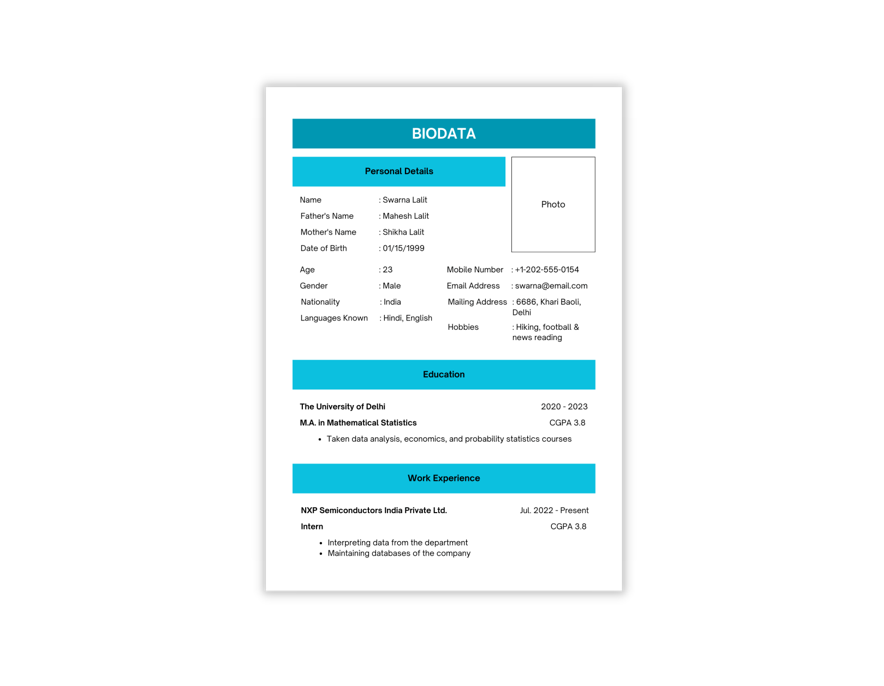 BIODATA
Personal Details
Photo
Name : Swarna Lalit
Father's Name : Mahesh Lalit
Mother's Name : Shikha Lalit
Date of Birth : 01/15/1999
Age : 23
Gender : Male
Nationality : India
Languages Known : Hindi, English
Mobile Number : +1-202-555-0154
Email Address : swarna@email.com
Mailing Address : 6686, Khari Baoli,
Delhi
Hobbies : Hiking, football &
news reading
Education
The University of Delhi 2020 - 2023
M.A. in Mathematical Statistics CGPA 3.8
• Taken data analysis, economics, and probability statistics courses
Work Experience
NXP Semiconductors India Private Ltd. Jul. 2022 - Present
Intern CGPA 3.8
• Interpreting data from the department
• Maintaining databases of the company